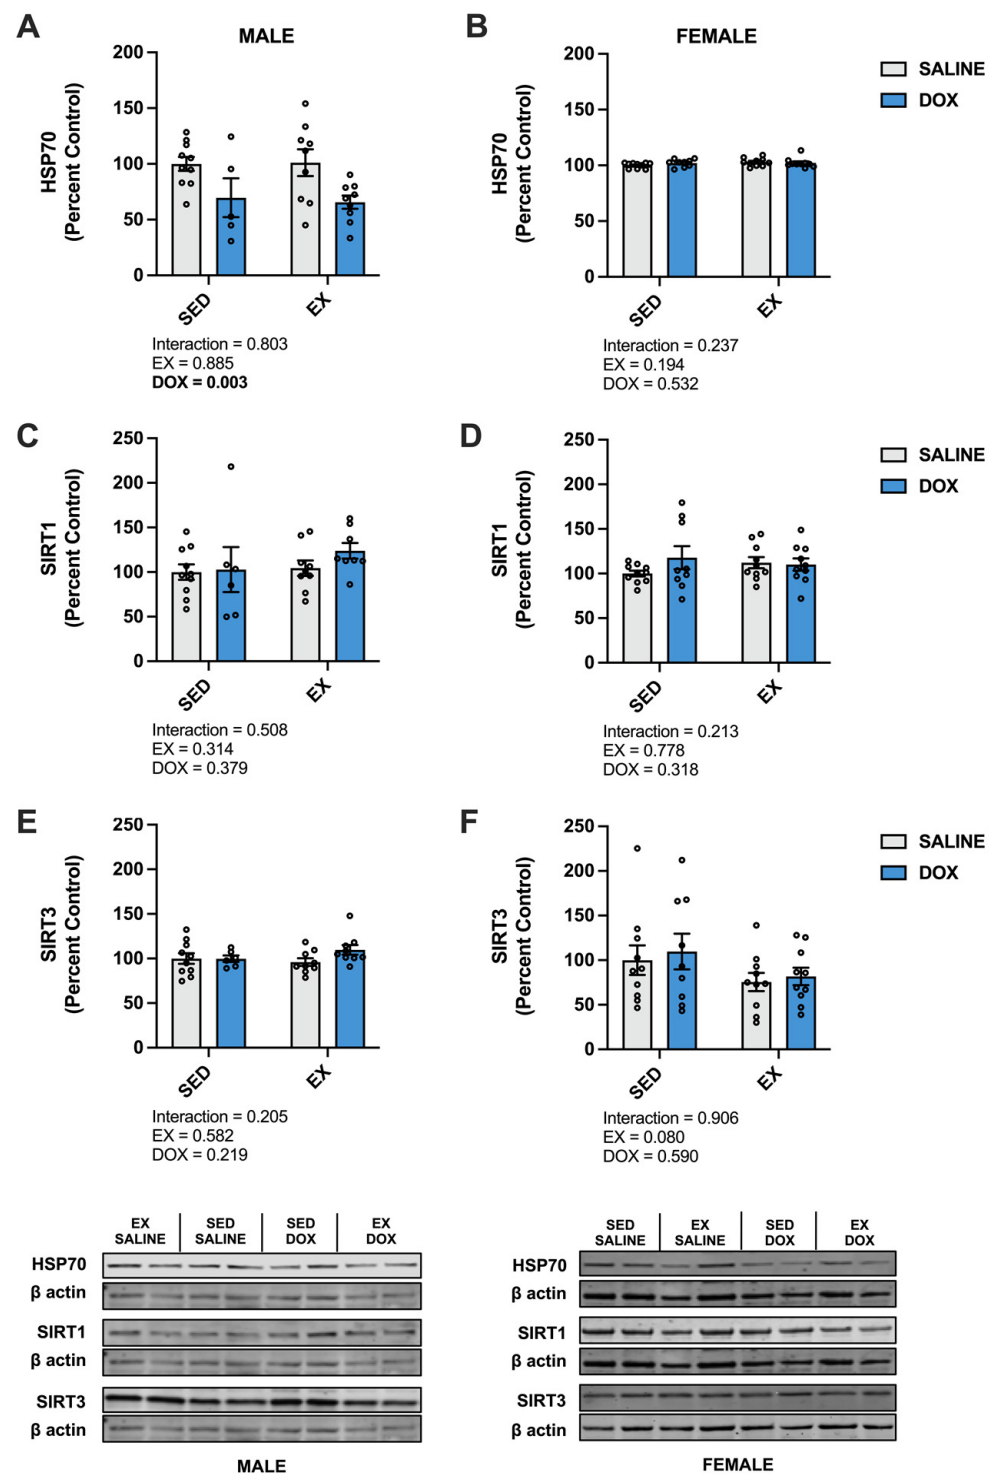 A
MALE
HSP70
(Percent Control)
200
150
100
50
0
SED
EX
Interaction = 0.803
EX = 0.885
DOX = 0.003
B
FEMALE
HSP70
(Percent Control)
200
150
100
50
0
SED
EX
Interaction = 0.237
EX = 0.194
DOX = 0.532
SALINE
DOX
C
SIRT1
(Percent Control)
250
200
150
100
50
0
SED
EX
Interaction = 0.508
EX = 0.314
DOX = 0.379
D
SIRT1
(Percent Control)
250
200
150
100
50
0
SED
EX
Interaction = 0.213
EX = 0.778
DOX = 0.318
SALINE
DOX
E
SIRT3
(Percent Control)
250
200
150
100
50
0
SED
EX
Interaction = 0.205
EX = 0.582
DOX = 0.219
F
SIRT3
(Percent Control)
250
200
150
100
50
0
SED
EX
Interaction = 0.906
EX = 0.080
DOX = 0.590
SALINE
DOX
EX SED SED EX
SALINE SALINE DOX DOX
HSP70
β actin
SIRT1
β actin
SIRT3
β actin
MALE
SED EX SED EX
SALINE SALINE DOX DOX
HSP70
β actin
SIRT1
β actin
SIRT3
β actin
FEMALE